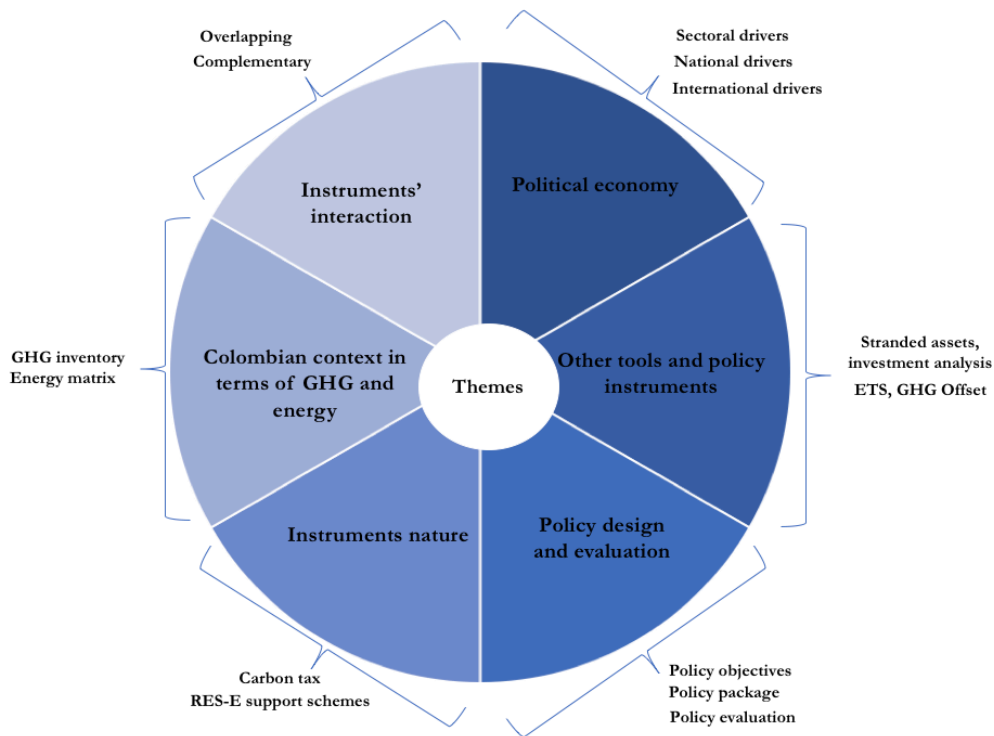 Overlapping
Complementary
Sectoral drivers
National drivers
International drivers
Instruments'
interaction
Political economy
GHG inventory
Energy matrix
Colombian context in
terms of GHG and
energy
Themes
Other tools and policy
instruments
Stranded assets,
investment analysis
ETS, GHG Offset
Instruments nature
Policy design
and evaluation
Carbon tax
RES-E support schemes
Policy objectives
Policy package
Policy evaluation